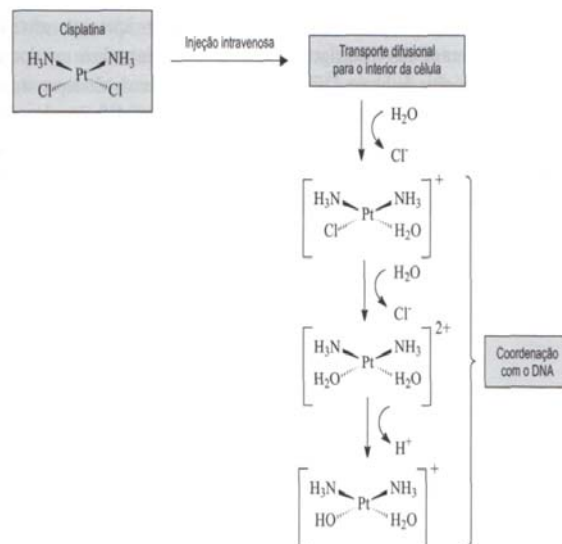 Cisplatina
H₃N NH₃
Pt
Cl Cl
Injeção intravenosa
Transporte difusional
para o interior da célula
H₂O
Cl⁻
+
H₃N NH₃
Pt
Cl H₂O
H₂O
Cl⁻
2+
H₃N NH₃
Pt
H₂O H₂O
Coordenação
com o DNA
H⁺
+
H₃N NH₃
Pt
HO H₂O